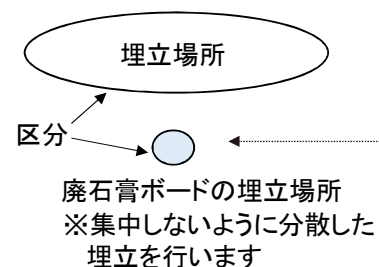 埋立場所
区分
廃石膏ボードの埋立場所
※集中しないように分散した
埋立を行います